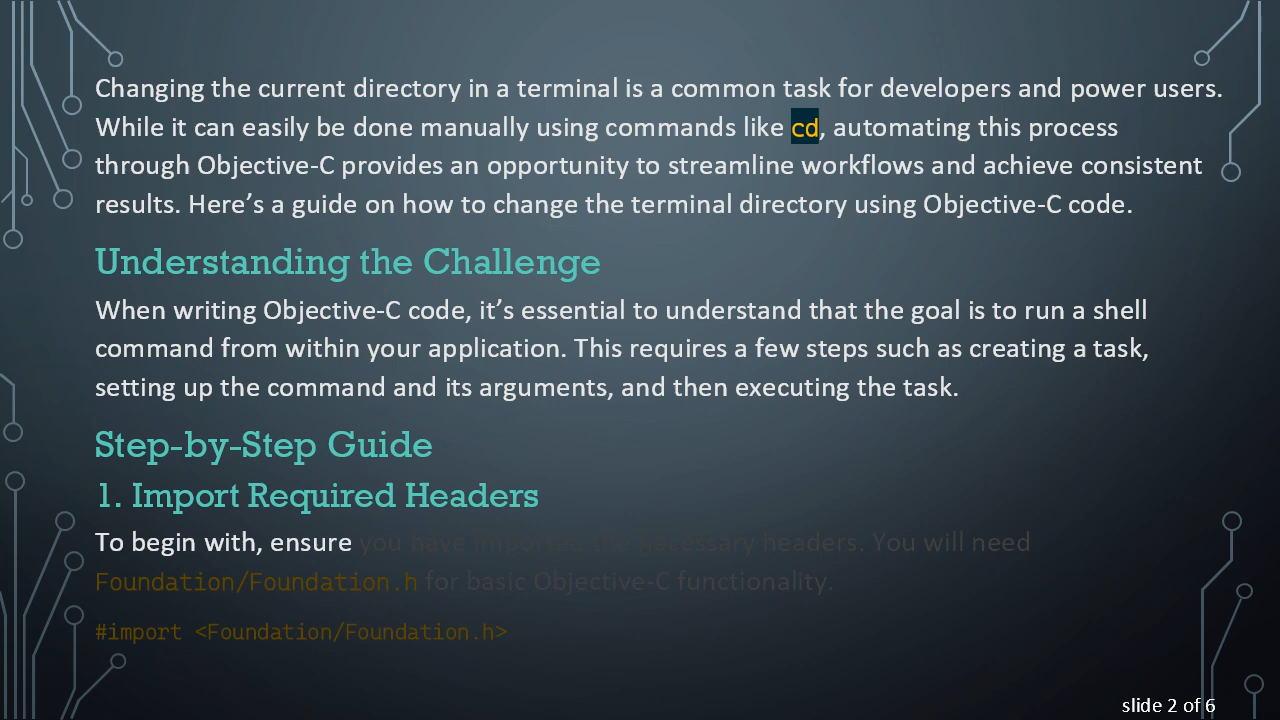 Changing the current directory in a terminal is a common task for developers and power users.
While it can easily be done manually using commands like cd, automating this process
through Objective-C provides an opportunity to streamline workflows and achieve consistent
results. Here’s a guide on how to change the terminal directory using Objective-C code.
Understanding the Challenge
When writing Objective-C code, it’s essential to understand that the goal is to run a shell
command from within your application. This requires a few steps such as creating a task,
setting up the command and its arguments, and then executing the task.
Step-by-Step Guide
1. Import Required Headers
To begin with, ensure you have imported the necessary headers. You will need
Foundation/Foundation.h for basic Objective-C functionality.
#import <Foundation/Foundation.h>
slide 2 of 6